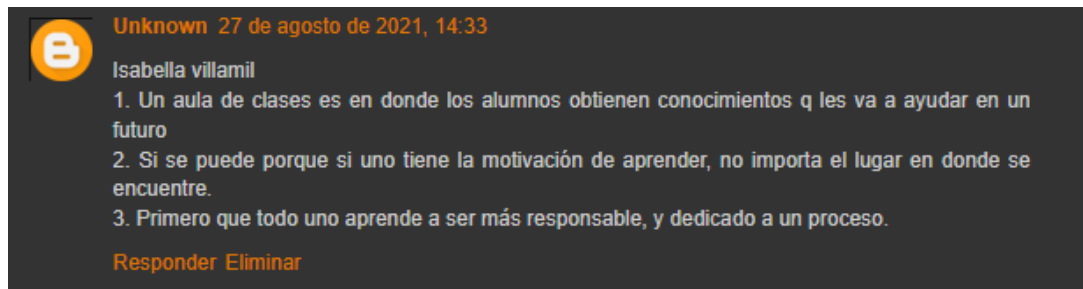 Unknown 27 de agosto de 2021, 14:33
Isabella villamil
1. Un aula de clases es en donde los alumnos obtienen conocimientos q les va a ayudar en un
futuro
2. Si se puede porque si uno tiene la motivación de aprender, no importa el lugar en donde se
encuentre.
3. Primero que todo uno aprende a ser más responsable, y dedicado a un proceso.
Responder Eliminar